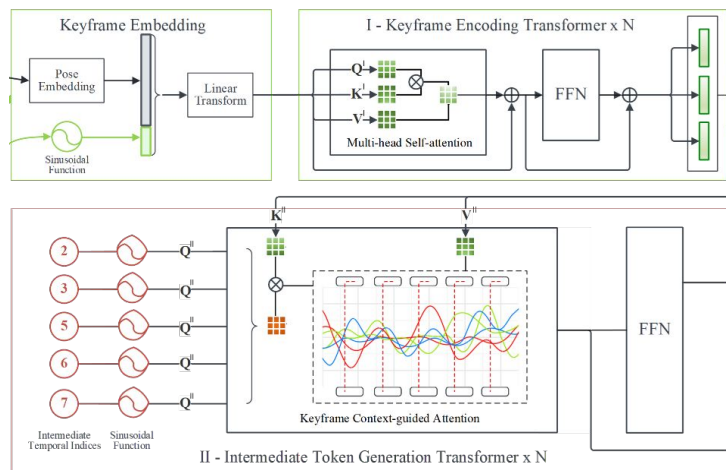 Keyframe Embedding
Pose
Embedding
Sinusoidal
Function
Linear
Transform
I - Keyframe Encoding Transformer x N
Q^I
K^I
V^I
Multi-head Self-attention
FFN
K^II
V^II
2
Q^II
3
Q^II
5
Q^II
6
Q^II
7
Q^II
Intermediate
Temporal Indices
Sinusoidal
Function
Keyframe Context-guided Attention
FFN
II - Intermediate Token Generation Transformer x N